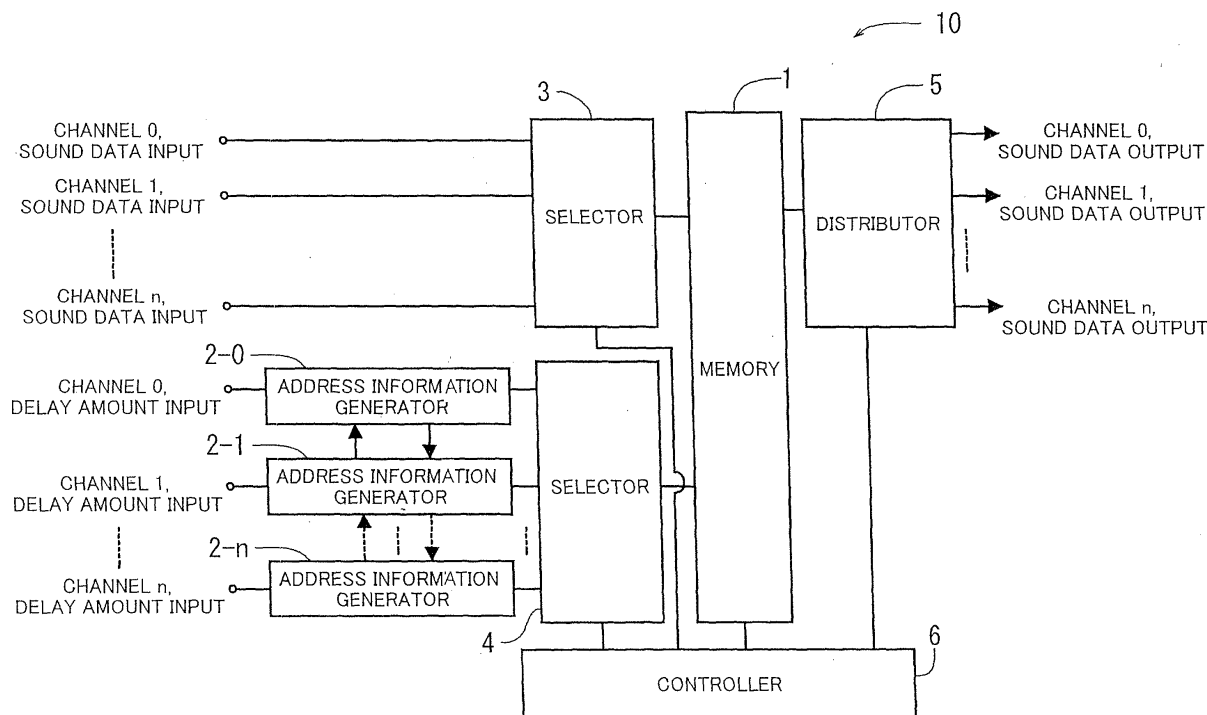 10
3
1
5
CHANNEL 0,
SOUND DATA INPUT
CHANNEL 1,
SOUND DATA INPUT
CHANNEL n,
SOUND DATA INPUT
SELECTOR
MEMORY
DISTRIBUTOR
CHANNEL 0,
SOUND DATA OUTPUT
CHANNEL 1,
SOUND DATA OUTPUT
CHANNEL n,
SOUND DATA OUTPUT
2-0
CHANNEL 0,
DELAY AMOUNT INPUT
ADDRESS INFORMATION
GENERATOR
2-1
CHANNEL 1,
DELAY AMOUNT INPUT
ADDRESS INFORMATION
GENERATOR
2-n
CHANNEL n,
DELAY AMOUNT INPUT
ADDRESS INFORMATION
GENERATOR
SELECTOR
4
6
CONTROLLER